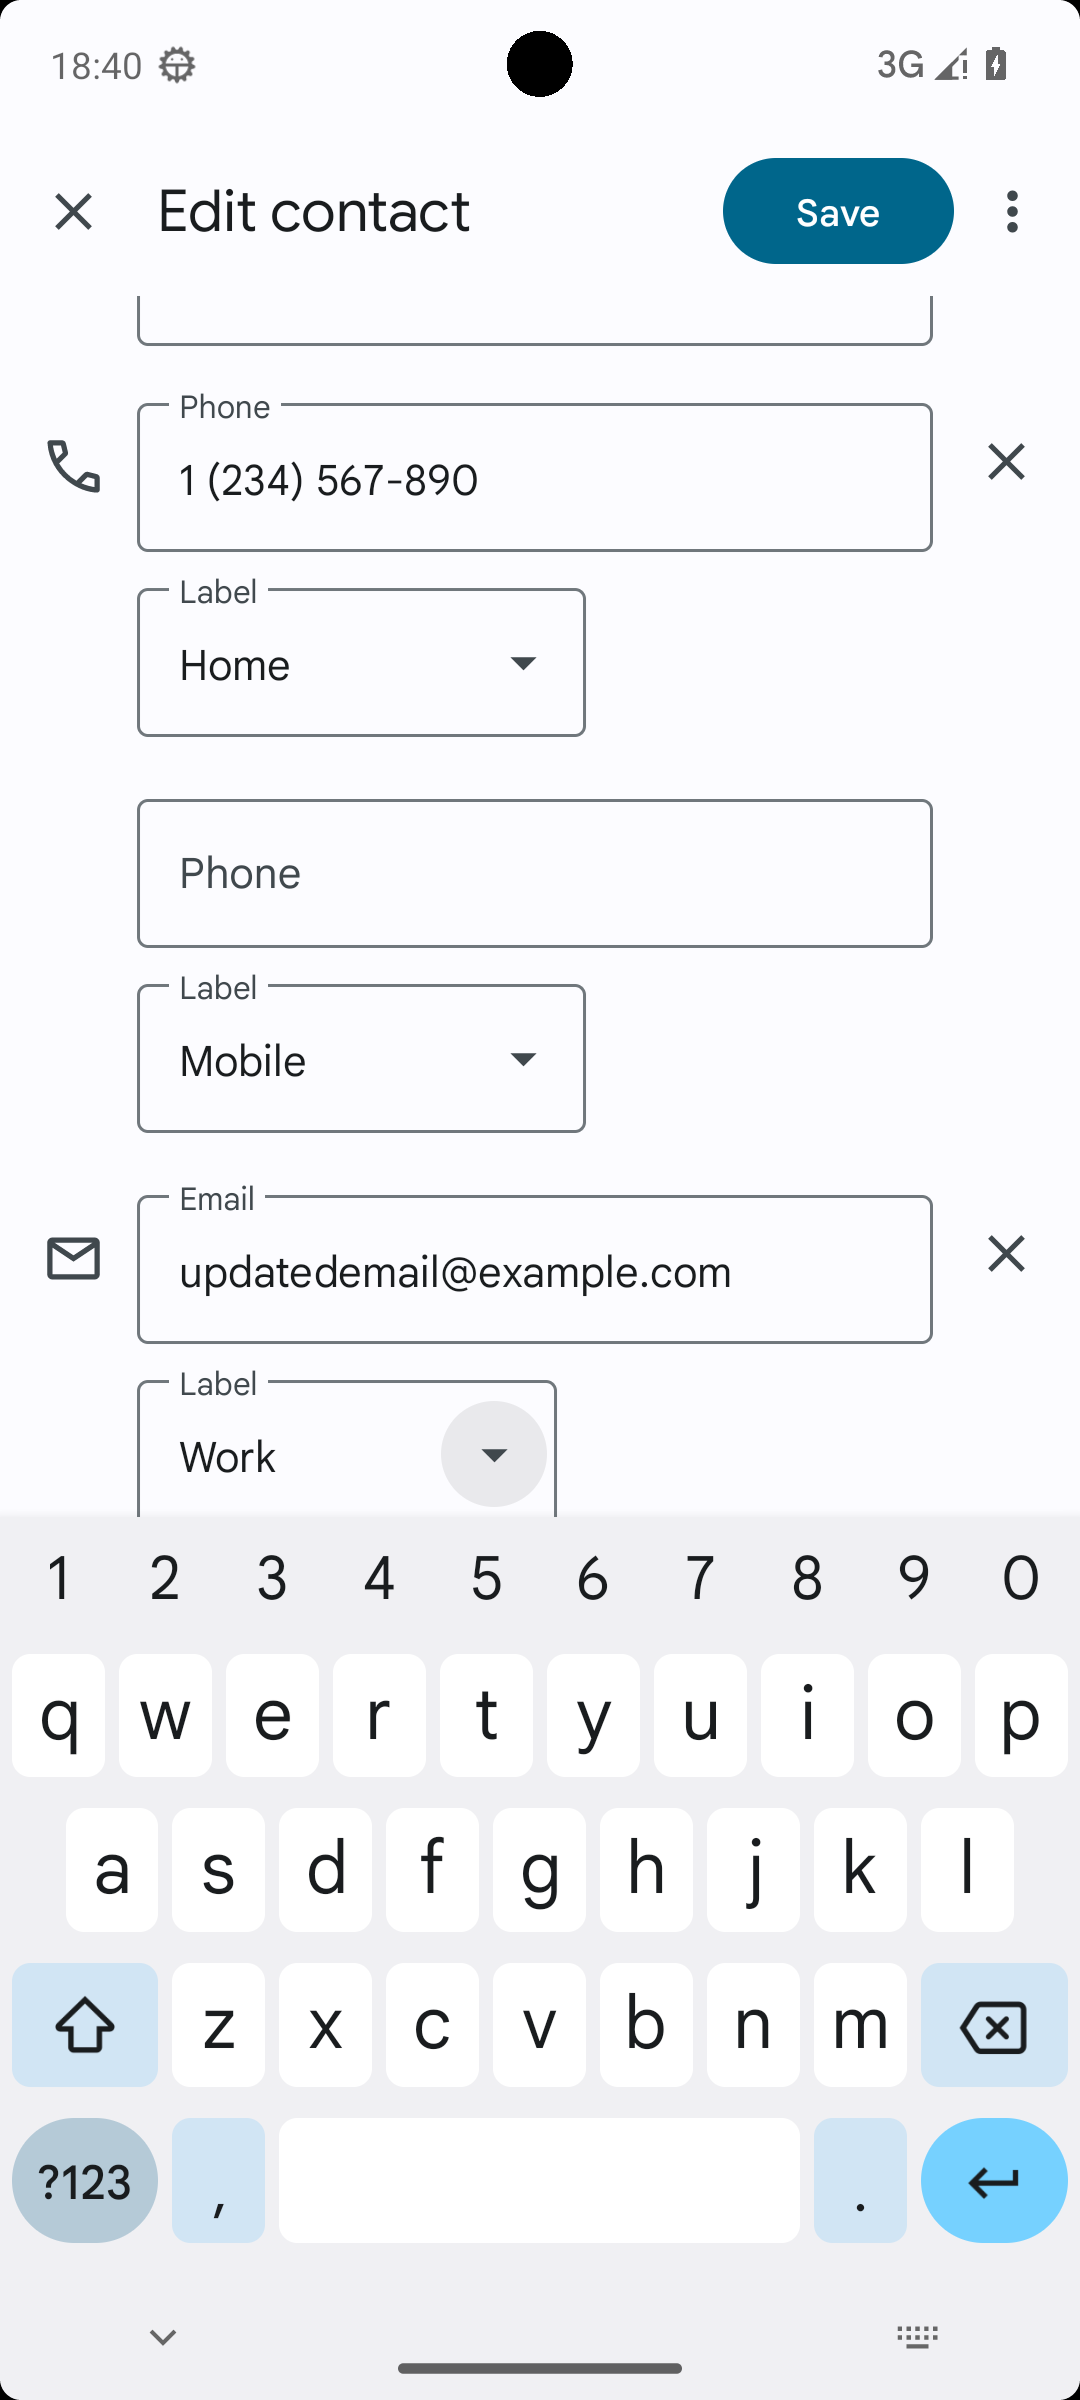 18:40
3G
Edit contact
Save
Phone
1 (234) 567-890
Label
Home
Phone
Label
Mobile
Email
updatedemail@example.com
Label
Work
1 2 3 4 5 6 7 8 9 0
q w e r t y u i o p
a s d f g h j k l
z x c v b n m
?123 , .